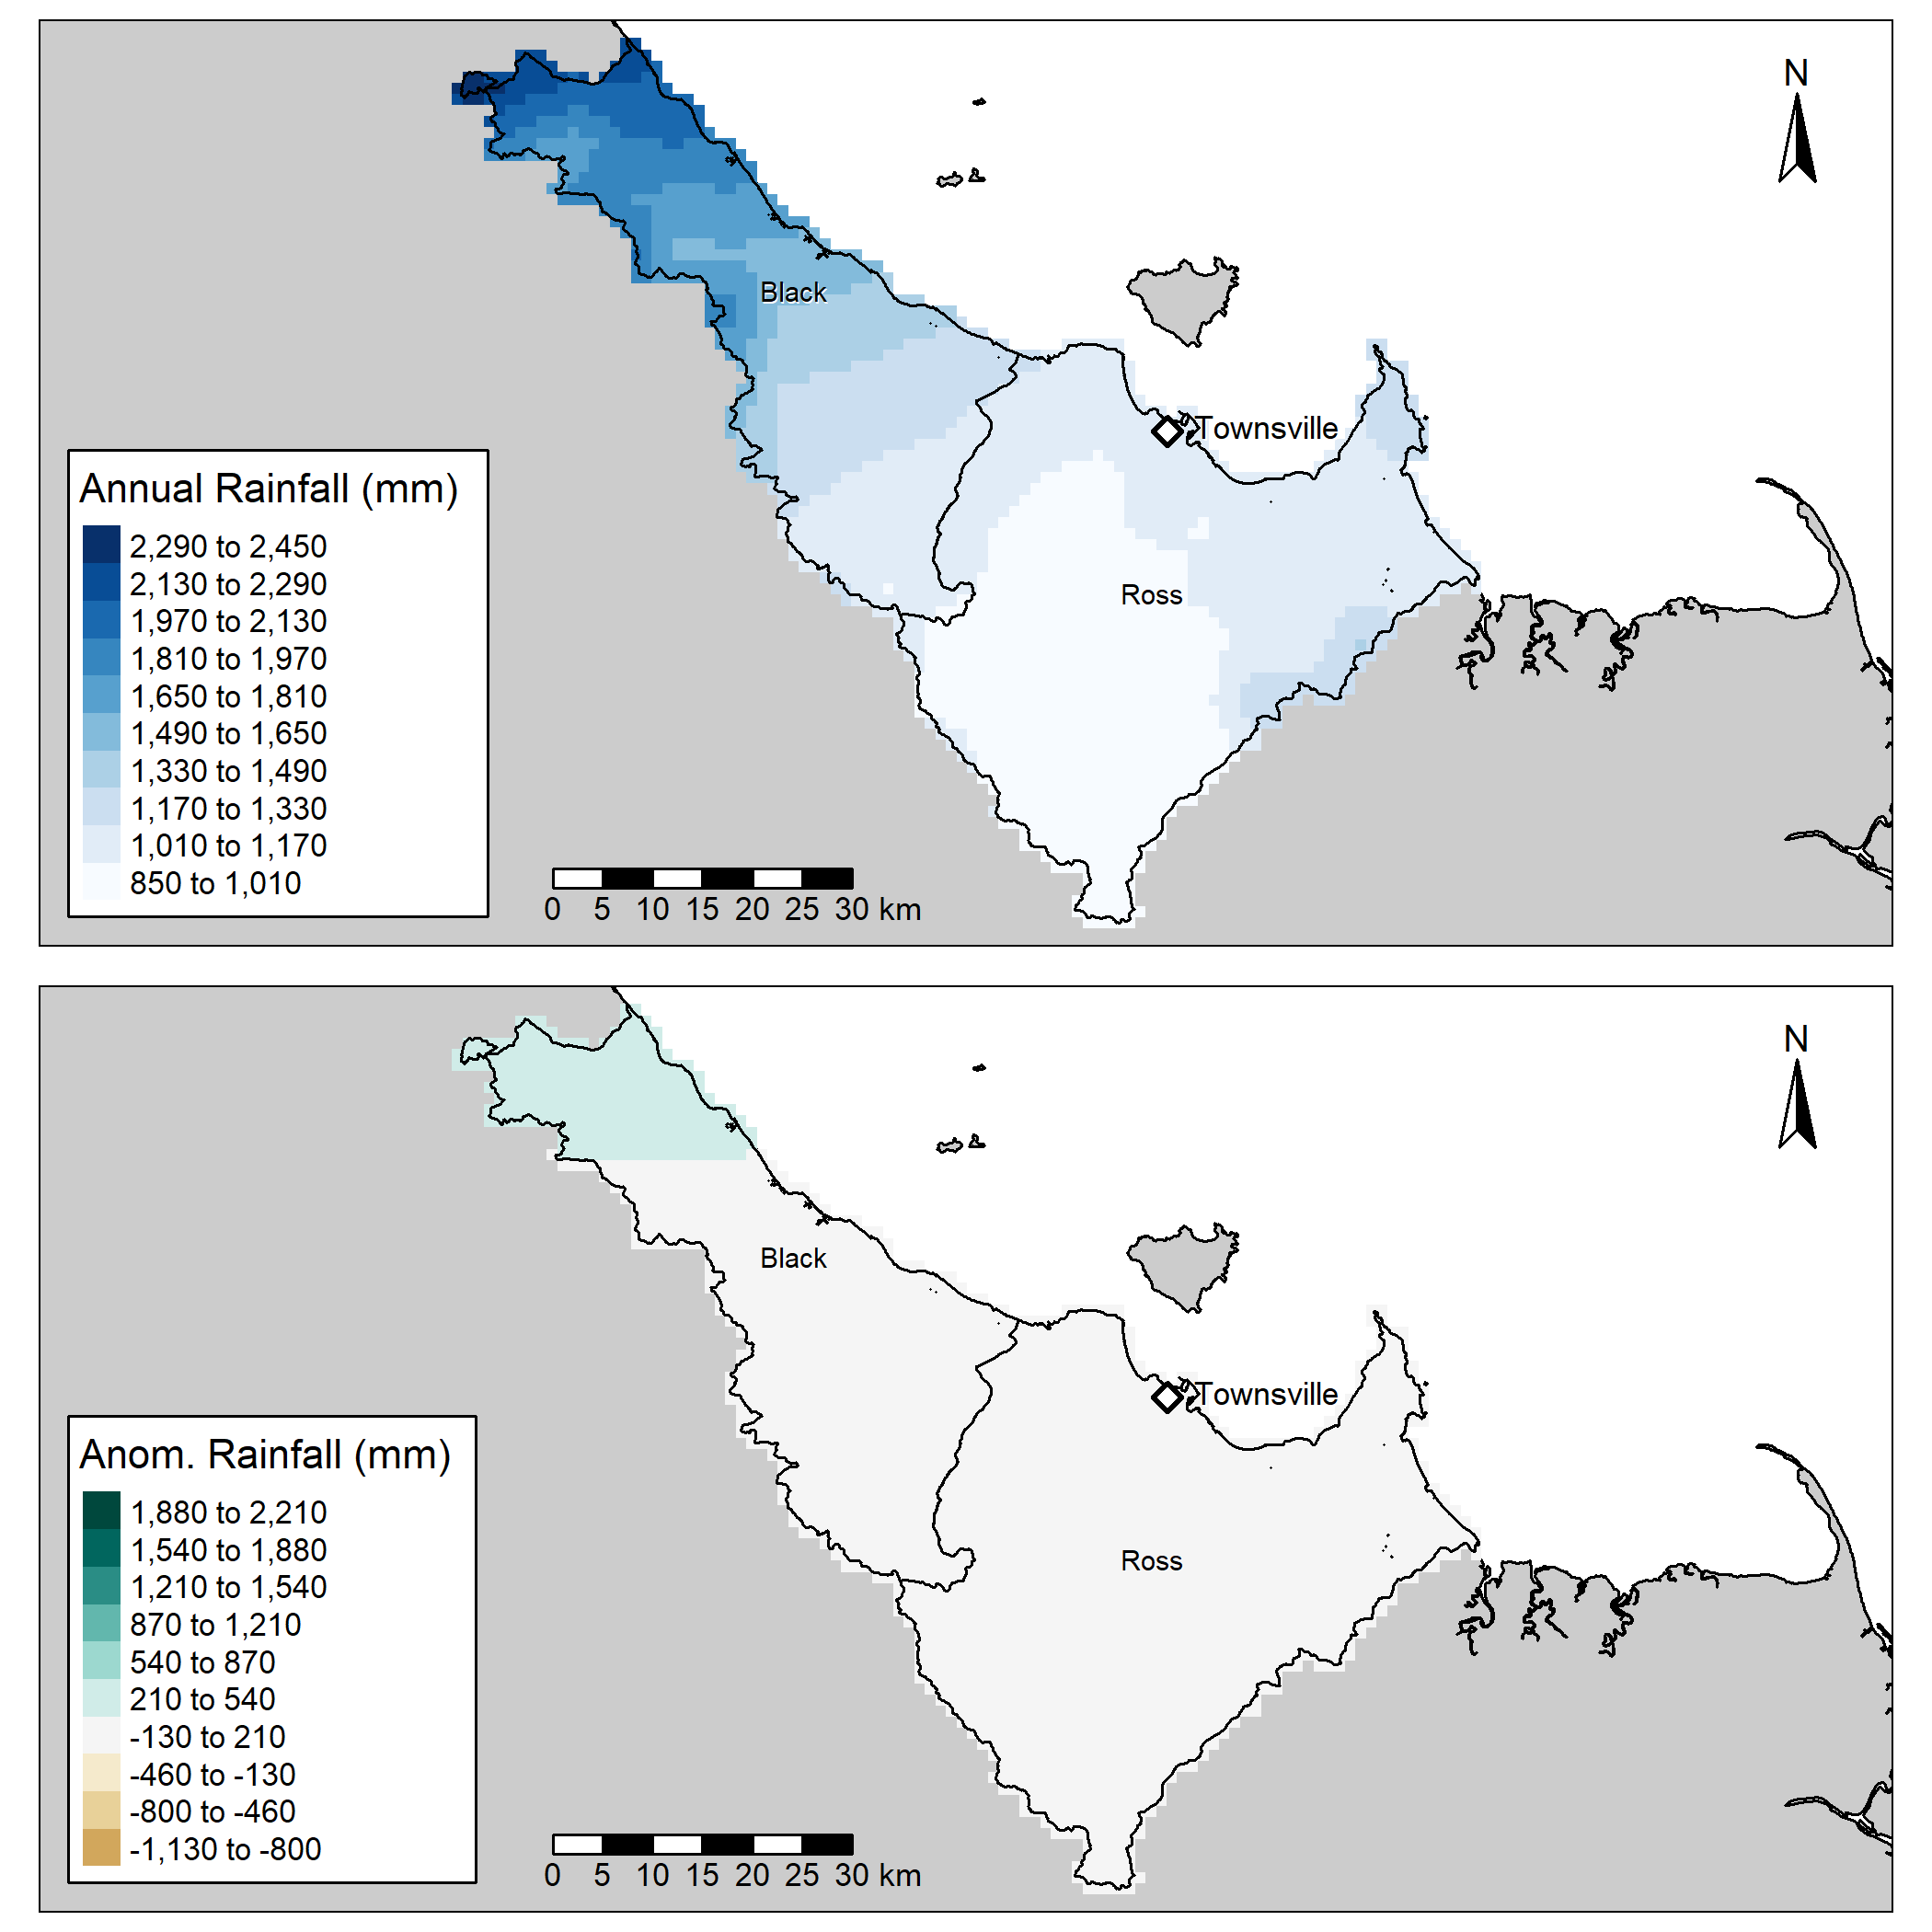 N
Black
Townsville
Annual Rainfall (mm)
2,290 to 2,450
2,130 to 2,290
1,970 to 2,130
1,810 to 1,970
1,650 to 1,810
1,490 to 1,650
1,330 to 1,490
1,170 to 1,330
1,010 to 1,170
850 to 1,010
Ross
0 5 10 15 20 25 30 km
N
Black
Townsville
Anom. Rainfall (mm)
1,880 to 2,210
1,540 to 1,880
1,210 to 1,540
870 to 1,210
540 to 870
210 to 540
-130 to 210
-460 to -130
-800 to -460
-1,130 to -800
Ross
0 5 10 15 20 25 30 km